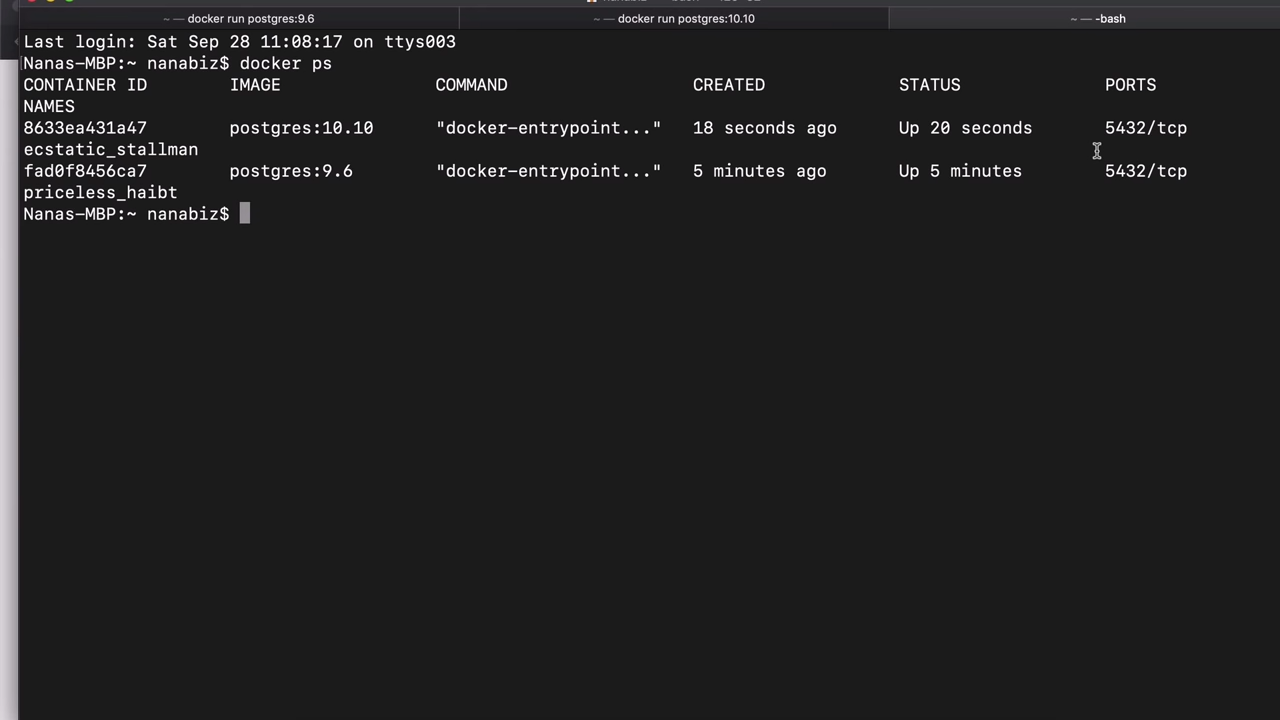 ~ — docker run postgres:9.6
~ — docker run postgres:10.10
~ — -bash
Last login: Sat Sep 28 11:08:17 on ttys003
Nanas-MBP:~ nanabiz$ docker ps
CONTAINER ID IMAGE COMMAND CREATED STATUS PORTS
NAMES
8633ea431a47 postgres:10.10 "docker-entrypoint..." 18 seconds ago Up 20 seconds 5432/tcp
ecstatic_stallman
fad0f8456ca7 postgres:9.6 "docker-entrypoint..." 5 minutes ago Up 5 minutes 5432/tcp
priceless_haibt
Nanas-MBP:~ nanabiz$